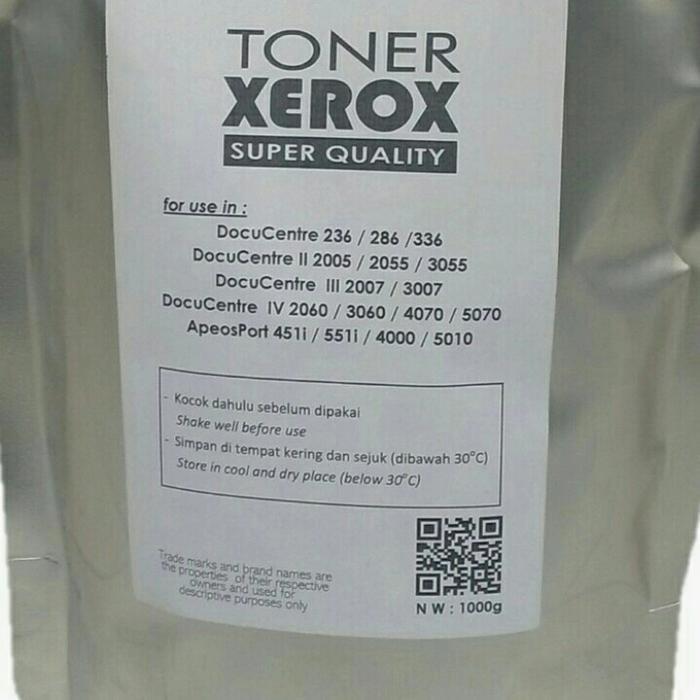 TONER
XEROX
SUPER QUALITY
for use in :
DocuCentre 236 / 286 /336
DocuCentre II 2005 / 2055 / 3055
DocuCentre III 2007 / 3007
DocuCentre IV 2060 / 3060 / 4070 / 5070
ApeosPort 451i / 551i / 4000 / 5010
- Kocok dahulu sebelum dipakai
Shake well before use
- Simpan di tempat kering dan sejuk (dibawah 30°C)
Store in cool and dry place (below 30°C)
Trade marks and brand names are
the properties of their respective
owners and used for
descriptive purposes only
N W : 1000g